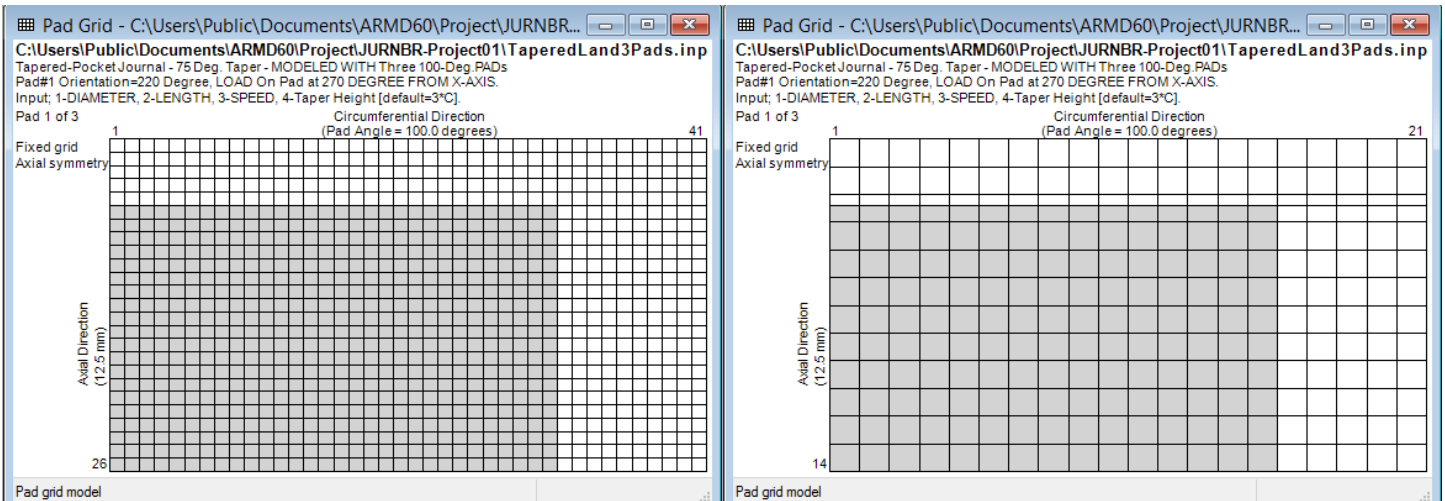 Pad Grid - C:\Users\Public\Documents\ARMD60\Project\JURNBR...
C:\Users\Public\Documents\ARMD60\Project\JURNBR-Project01\TaperedLand3Pads.inp
Tapered-Pocket Journal - 75 Deg. Taper - MODELED WITH Three 100-Deg.PADs
Pad#1 Orientation=220 Degree, LOAD On Pad at 270 DEGREE FROM X-AXIS.
Input; 1-DIAMETER, 2-LENGTH, 3-SPEED, 4-Taper Height [default=3*C].
Pad 1 of 3
Circumferential Direction
1
(Pad Angle = 100.0 degrees)
41
Fixed grid
Axial symmetry
Axial Direction
(12.5 mm)
26
Pad grid model
Pad Grid - C:\Users\Public\Documents\ARMD60\Project\JURNBR...
C:\Users\Public\Documents\ARMD60\Project\JURNBR-Project01\TaperedLand3Pads.inp
Tapered-Pocket Journal - 75 Deg. Taper - MODELED WITH Three 100-Deg.PADs
Pad#1 Orientation=220 Degree, LOAD On Pad at 270 DEGREE FROM X-AXIS.
Input; 1-DIAMETER, 2-LENGTH, 3-SPEED, 4-Taper Height [default=3*C].
Pad 1 of 3
Circumferential Direction
1
(Pad Angle = 100.0 degrees)
21
Fixed grid
Axial symmetry
Axial Direction
(12.5 mm)
14
Pad grid model